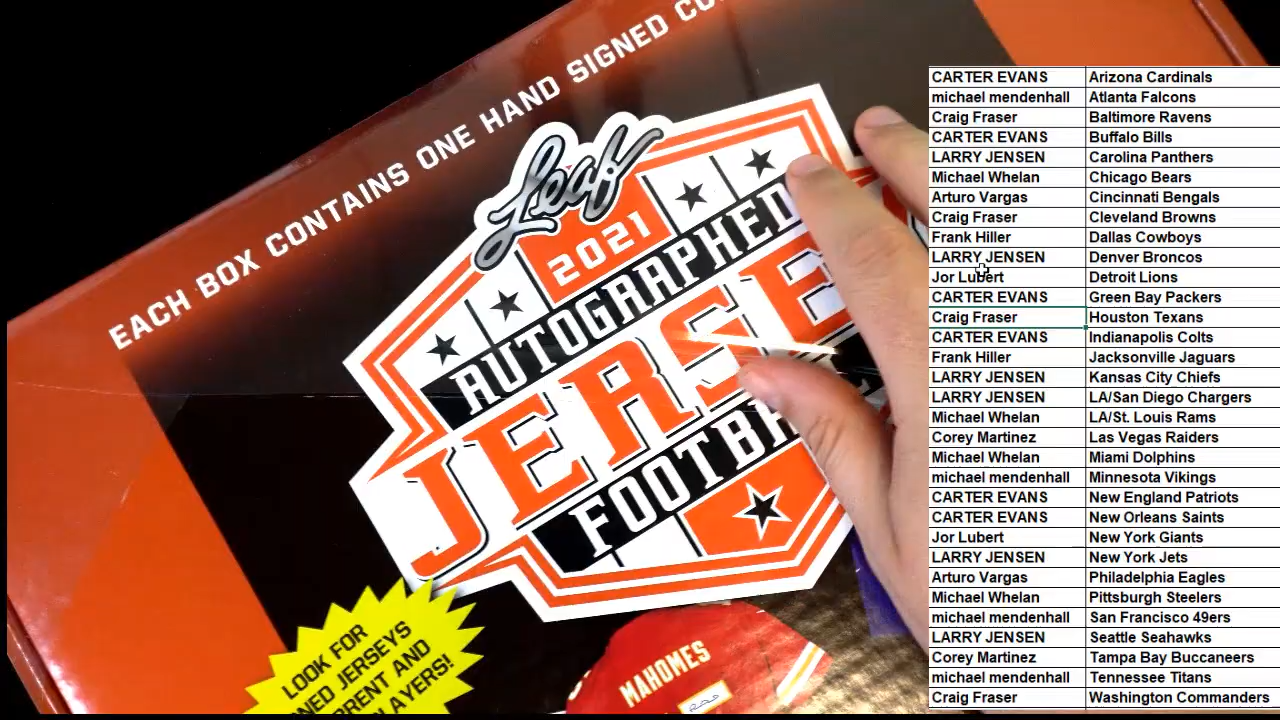 EACH BOX CONTAINS ONE HAND SIGNED
Leaf
2021
AUTOGRAPHED
JERSE
FOOTBA
LOOK FOR
NED JERSEYS
RRENT AND
PLAYERS!
MAHOMES
CARTER EVANS Arizona Cardinals
michael mendenhall Atlanta Falcons
Craig Fraser Baltimore Ravens
CARTER EVANS Buffalo Bills
LARRY JENSEN Carolina Panthers
Michael Whelan Chicago Bears
Arturo Vargas Cincinnati Bengals
Craig Fraser Cleveland Browns
Frank Hiller Dallas Cowboys
LARRY JENSEN Denver Broncos
Jor Lubert Detroit Lions
CARTER EVANS Green Bay Packers
Craig Fraser Houston Texans
CARTER EVANS Indianapolis Colts
Frank Hiller Jacksonville Jaguars
LARRY JENSEN Kansas City Chiefs
LARRY JENSEN LA/San Diego Chargers
Michael Whelan LA/St. Louis Rams
Corey Martinez Las Vegas Raiders
Michael Whelan Miami Dolphins
michael mendenhall Minnesota Vikings
CARTER EVANS New England Patriots
CARTER EVANS New Orleans Saints
Jor Lubert New York Giants
LARRY JENSEN New York Jets
Arturo Vargas Philadelphia Eagles
Michael Whelan Pittsburgh Steelers
michael mendenhall San Francisco 49ers
LARRY JENSEN Seattle Seahawks
Corey Martinez Tampa Bay Buccaneers
michael mendenhall Tennessee Titans
Craig Fraser Washington Commanders